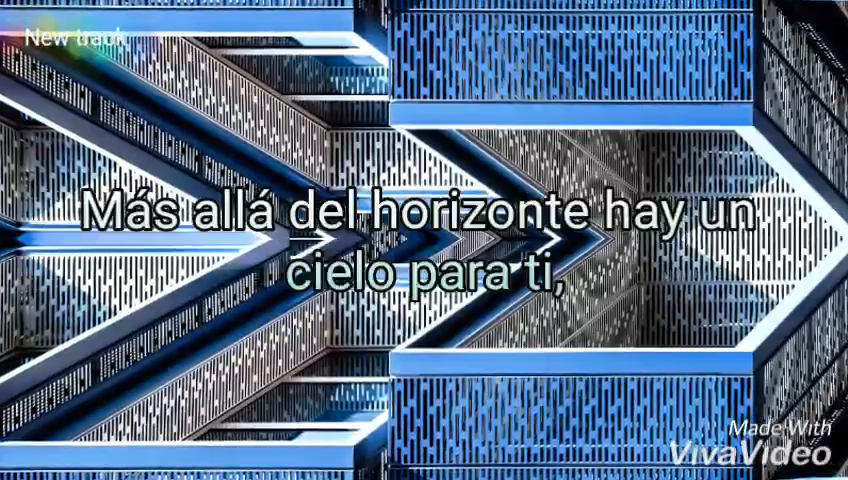 New track
Más allá del horizonte hay un
cielo para ti,
Made With
VivaVideo